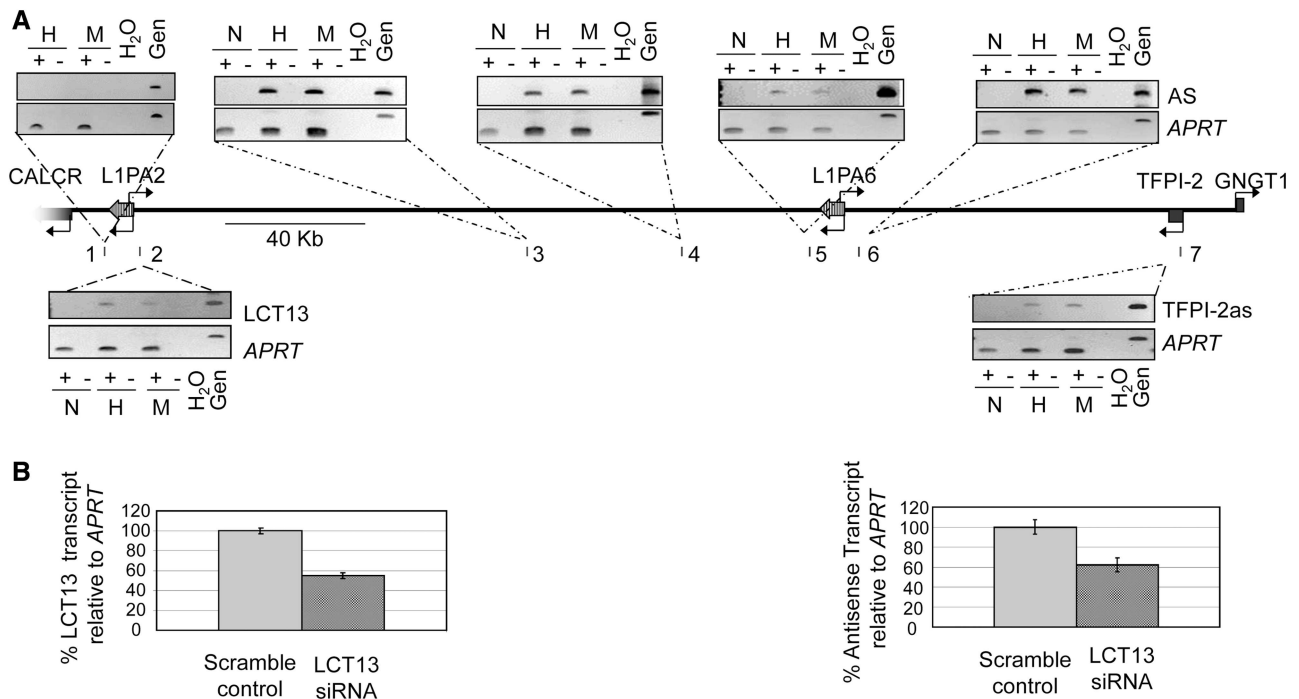 A
H M H₂O Gen
+ - + -
N H M H₂O Gen
+ - + - + -
N H M H₂O Gen
+ - + - + -
N H M H₂O Gen
+ - + - + -
N H M H₂O Gen
+ - + - + -
AS
APRT
CALCR L1PA2 L1PA6 TFPI-2 GNGT1
40 Kb
1 2 3 4 5 6 7
LCT13
APRT
+ - + - + - H₂O Gen
N H M
TFPI-2as
APRT
+ - + - + - H₂O Gen
N H M
B
% LCT13 transcript
relative to APRT
120
100
80
60
40
20
0
Scramble
control
LCT13
siRNA
% Antisense Transcript
relative to APRT
120
100
80
60
40
20
0
Scramble
control
LCT13
siRNA